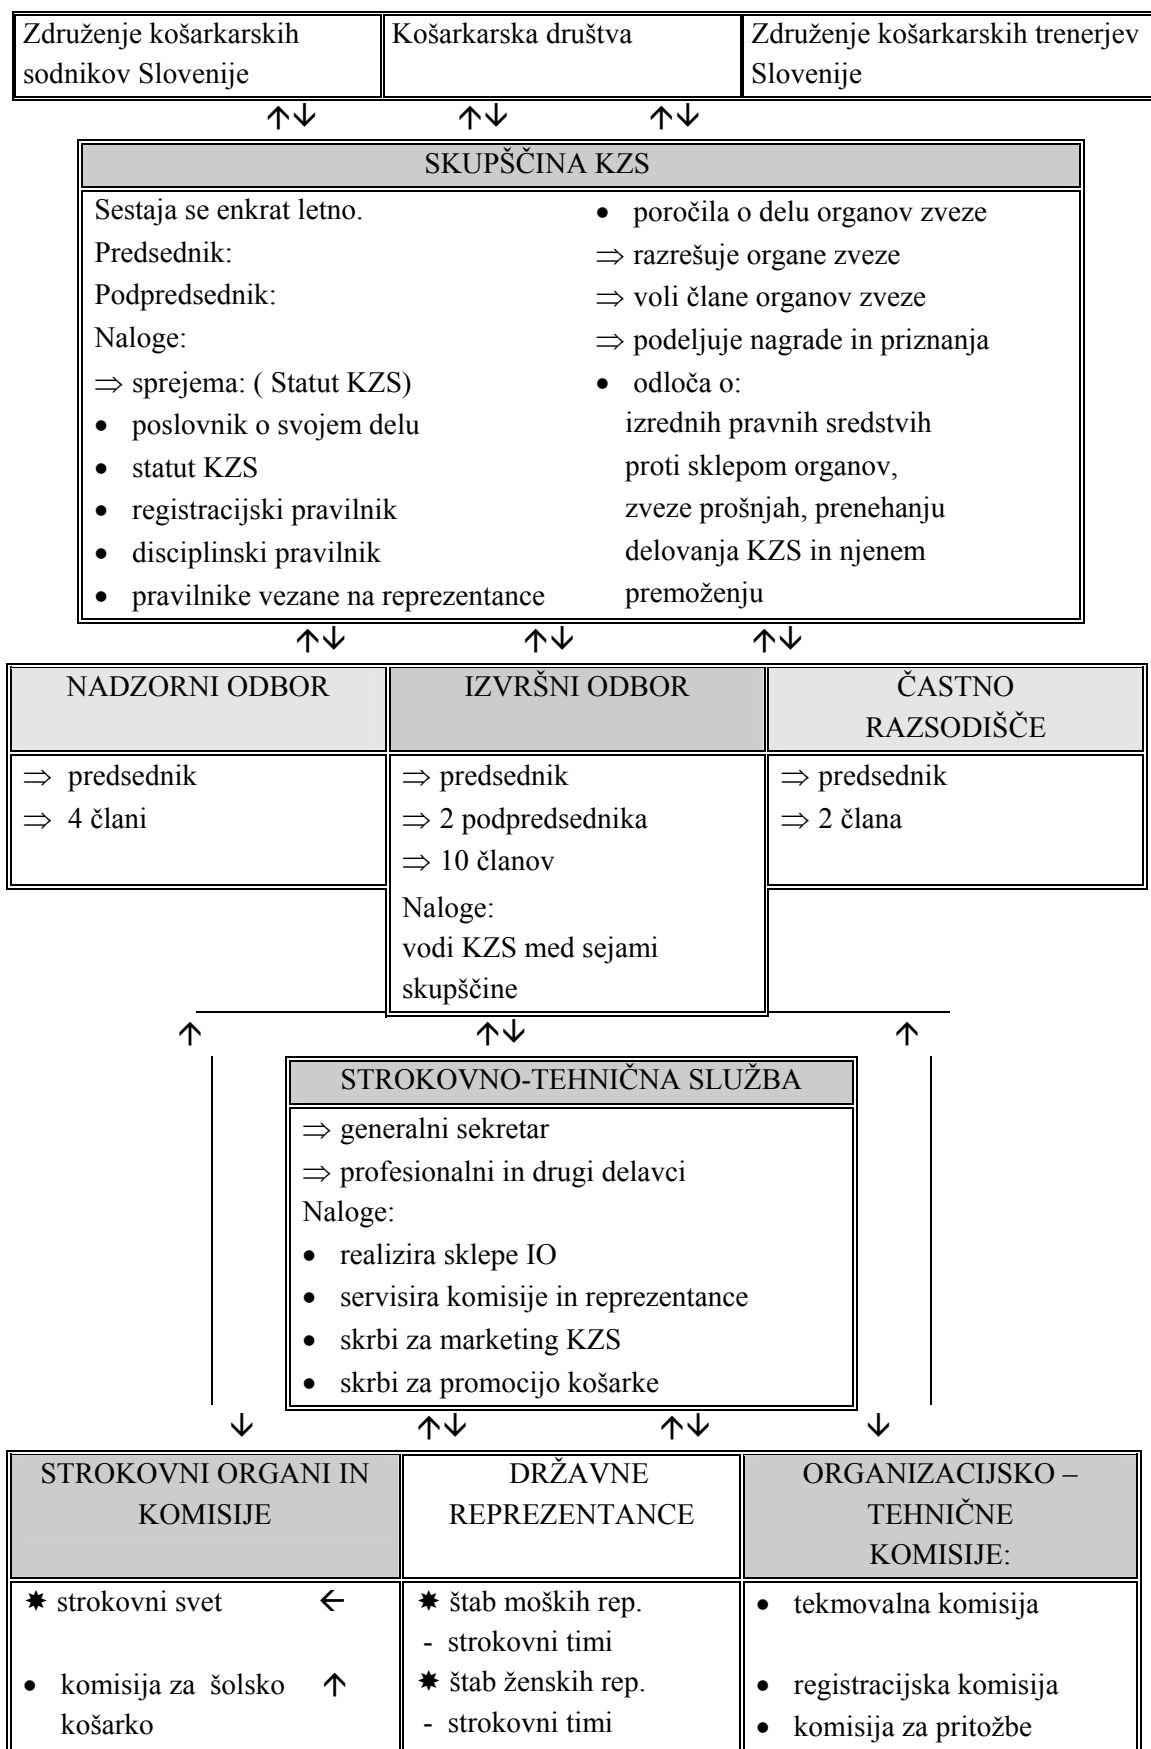 Združenje košarkarskih
sodnikov Slovenije
Košarkarska društva
Združenje košarkarskih trenerjev
Slovenije
↑↓ ↑↓ ↑↓
SKUPŠČINA KZS
Sestaja se enkrat letno.
Predsednik:
Podpredsednik:
Naloge:
⇒ sprejema: ( Statut KZS)
• poslovnik o svojem delu
• statut KZS
• registracijski pravilnik
• disciplinski pravilnik
• pravilnike vezane na reprezentance
• poročila o delu organov zveze
⇒ razrešuje organe zveze
⇒ voli člane organov zveze
⇒ podeljuje nagrade in priznanja
• odloča o:
izrednih pravnih sredstvih
proti sklepom organov,
zveze prošnjah, prenehanju
delovanja KZS in njenem
premoženju
↑↓ ↑↓ ↑↓
NADZORNI ODBOR
⇒ predsednik
⇒ 4 člani
IZVRŠNI ODBOR
⇒ predsednik
⇒ 2 podpredsednika
⇒ 10 članov
Naloge:
vodi KZS med sejami
skupščine
ČASTNO
RAZSODIŠČE
⇒ predsednik
⇒ 2 člana
↑ ↑↓ ↑
STROKOVNO-TEHNIČNA SLUŽBA
⇒ generalni sekretar
⇒ profesionalni in drugi delavci
Naloge:
• realizira sklepe IO
• servisira komisije in reprezentance
• skrbi za marketing KZS
• skrbi za promocijo košarke
↓ ↑↓ ↑↓ ↓
STROKOVNI ORGANI IN
KOMISIJE
✸ strokovni svet ←
• komisija za šolsko ↑
košarko
DRŽAVNE
REPREZENTANCE
✸ štab moških rep.
- strokovni timi
✸ štab ženskih rep.
- strokovni timi
ORGANIZACIJSKO –
TEHNIČNE
KOMISIJE:
• tekmovalna komisija
• registracijska komisija
• komisija za pritožbe